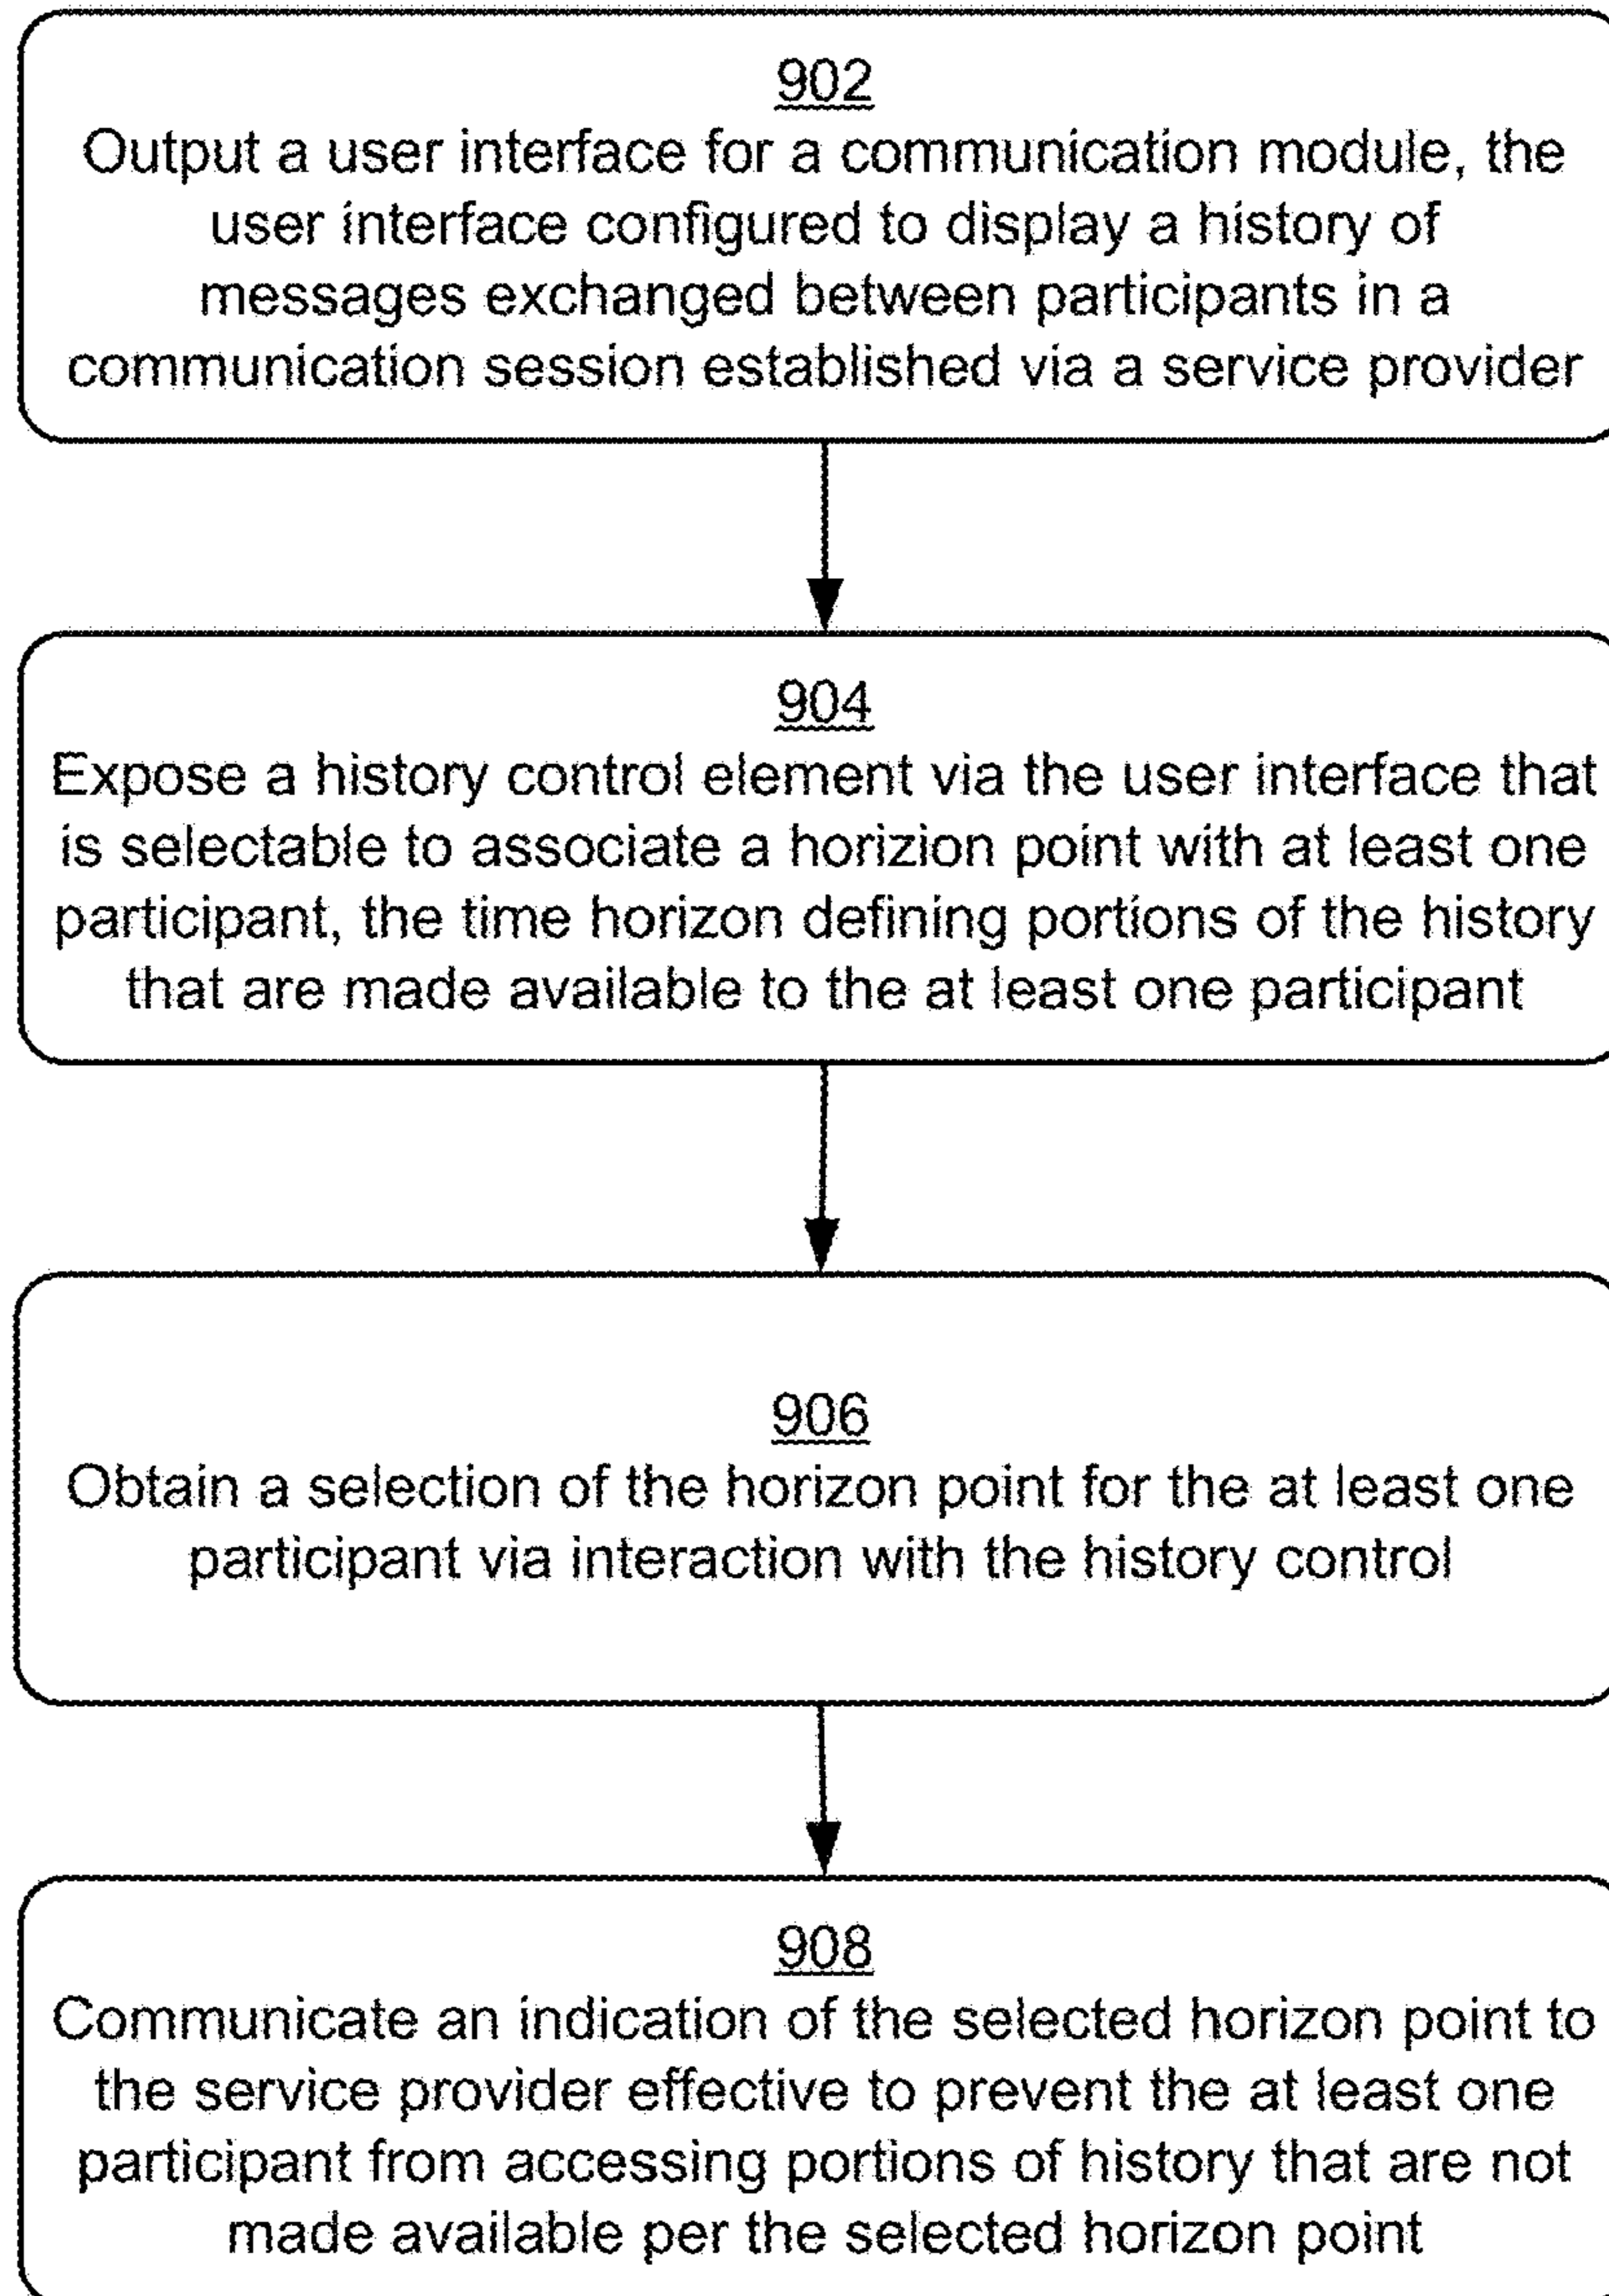 902
Output a user interface for a communication module, the
user interface configured to display a history of
messages exchanged between participants in a
communication session established via a service provider
904
Expose a history control element via the user interface that
is selectable to associate a horizion point with at least one
participant, the time horizon defining portions of the history
that are made available to the at least one participant
906
Obtain a selection of the horizon point for the at least one
participant via interaction with the history control
908
Communicate an indication of the selected horizon point to
the service provider effective to prevent the at least one
participant from accessing portions of history that are not
made available per the selected horizon point